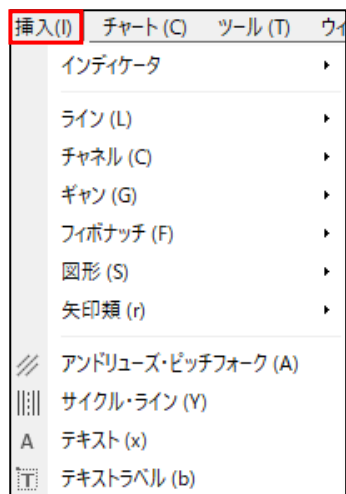 挿入(I) チャート (C) ツール (T) ウィ
インディケータ
ライン (L)
チャネル (C)
ギャン (G)
フィボナッチ (F)
図形 (S)
矢印類 (r)
アンドリューズ・ピッチフォーク (A)
サイクル・ライン (Y)
A テキスト (x)
T テキストラベル (b)